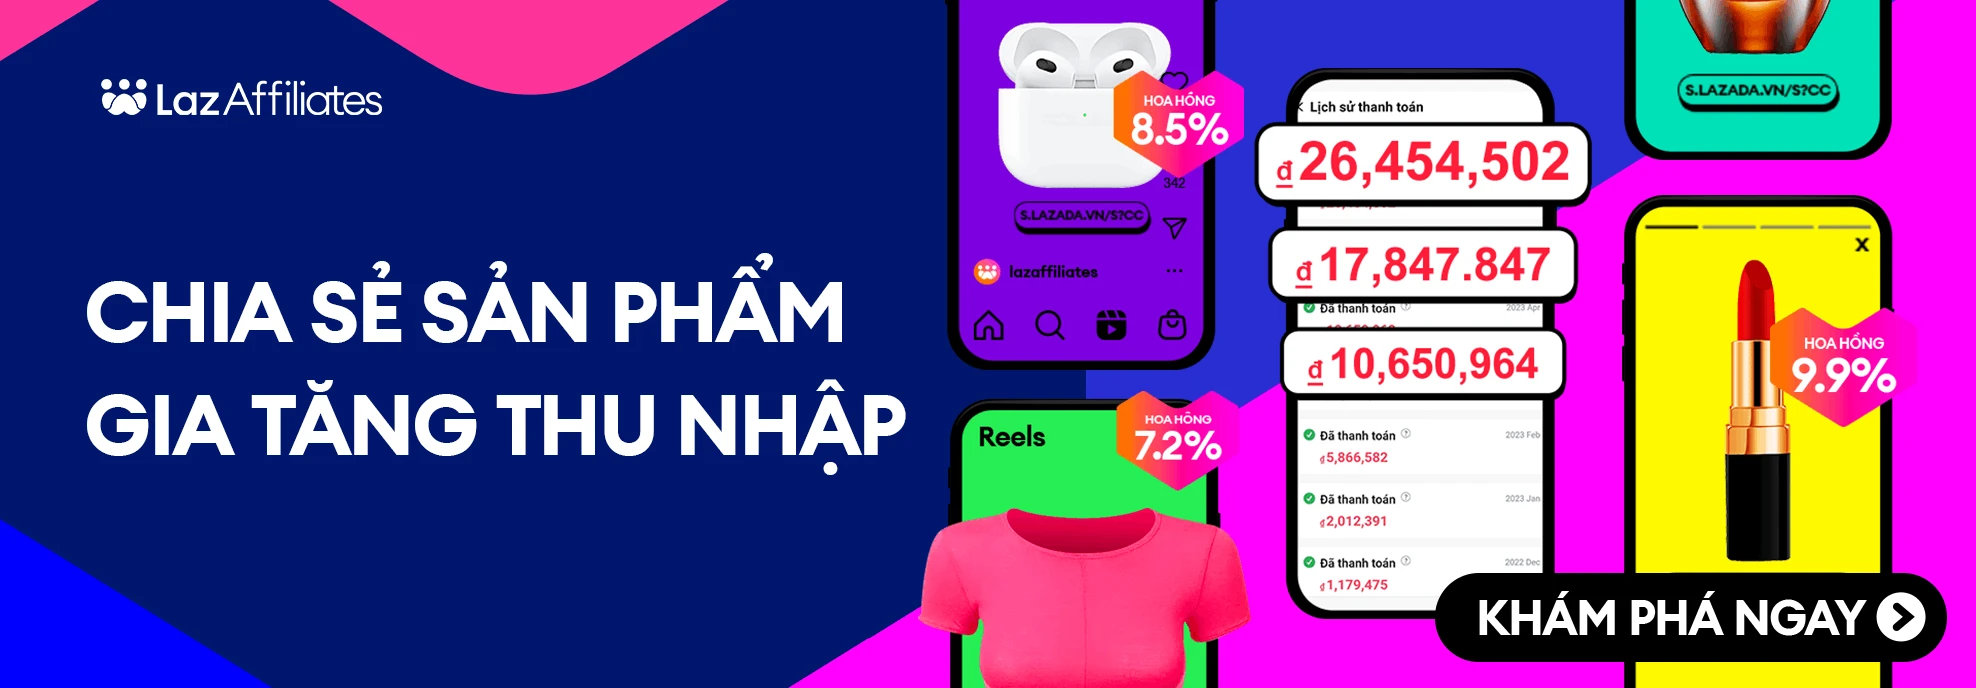 LazAffiliates
CHIA SẺ SẢN PHẨM
GIA TĂNG THU NHẬP
HOA HỒNG
8.5%
342
S.LAZADA.VN/S?CC
lazaffiliates
Reels
HOA HỒNG
7.2%
Lịch sử thanh toán
đ 26,454,502
đ 17,847.847
Đã thanh toán
2023 Apr
đ 10,650,964
Đã thanh toán
2023 Feb
đ5,866,582
Đã thanh toán
2023 Jan
đ2,012,391
Đã thanh toán
2022 Dec
đ1,179,475
S.LAZADA.VN/S?CC
X
HOA HỒNG
9.9%
KHÁM PHÁ NGAY